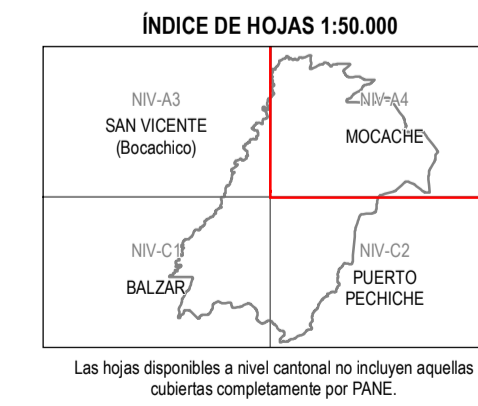 ÍNDICE DE HOJAS 1:50.000
NIV-A3
SAN VICENTE
(Bocachico)
NIV-A4
MOCACHE
NIV-C1
BALZAR
NIV-C2
PUERTO
PECHICHE
Las hojas disponibles a nivel cantonal no incluyen aquellas
cubiertas completamente por PANE.